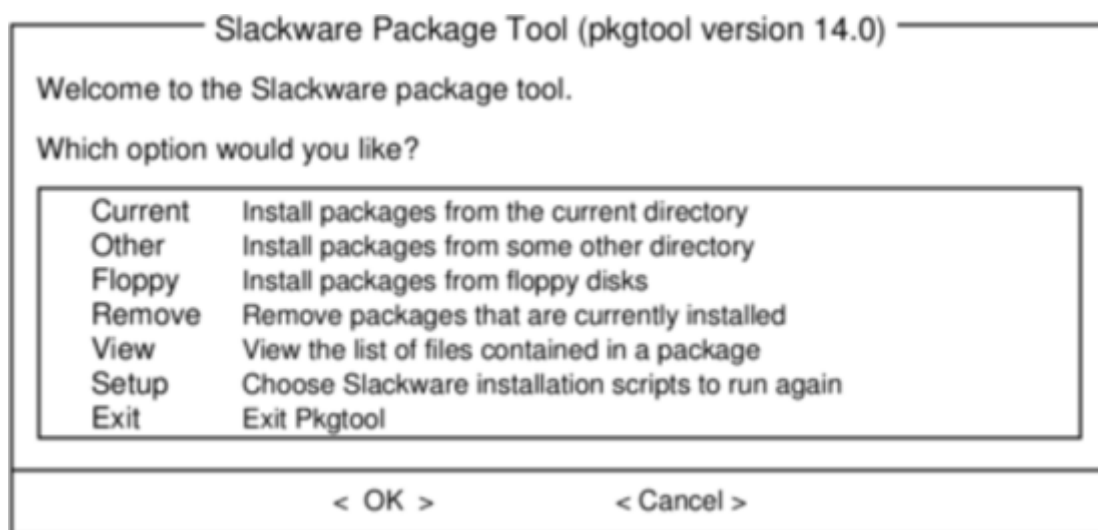 Slackware Package Tool (pkgtool version 14.0)
Welcome to the Slackware package tool.
Which option would you like?
Current Install packages from the current directory
Other Install packages from some other directory
Floppy Install packages from floppy disks
Remove Remove packages that are currently installed
View View the list of files contained in a package
Setup Choose Slackware installation scripts to run again
Exit Exit Pkgtool
< OK > < Cancel >